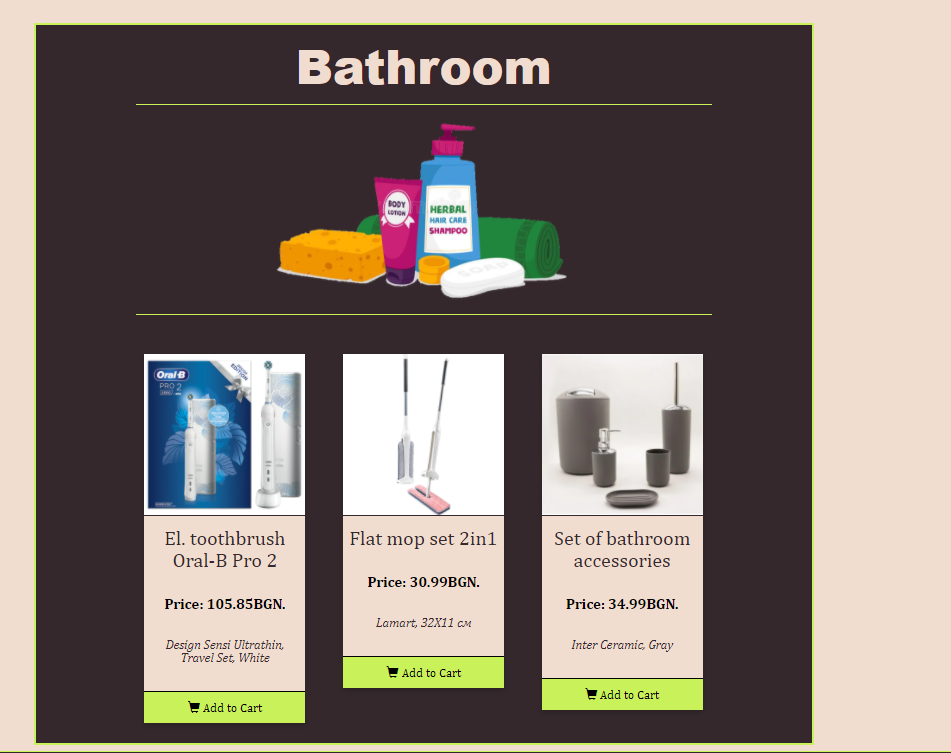 Bathroom
BODY
LOTION
HERBAL
HAIR CARE
SHAMPOO
SOAP
Oral-B
PRO 2
El. toothbrush
Oral-B Pro 2
Price: 105.85BGN.
Design Sensi Ultrathin,
Travel Set, White
Add to Cart
Flat mop set 2in1
Price: 30.99BGN.
Lamart, 32X11 см
Add to Cart
Set of bathroom
accessories
Price: 34.99BGN.
Inter Ceramic, Gray
Add to Cart